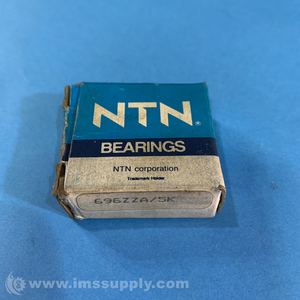 NTN®
BEARINGS
NTN corporation
Trademark Holder
696ZZA/5K
© www.imssupply.com